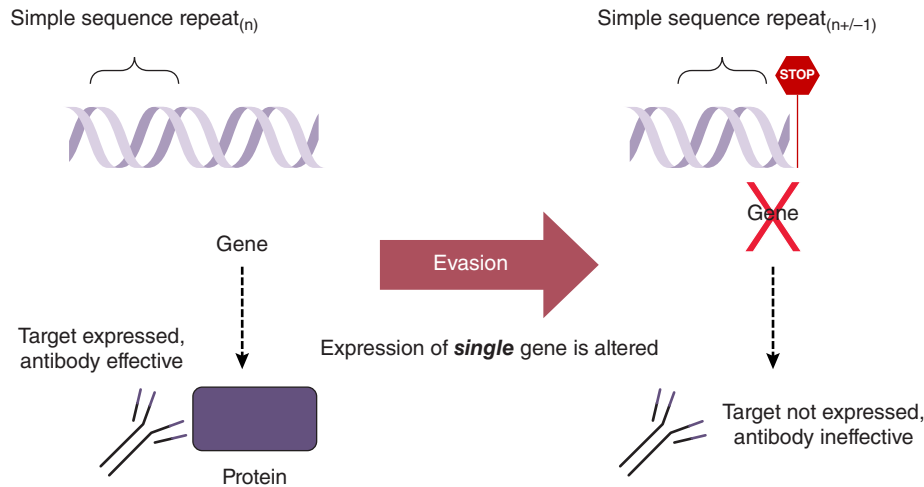 Simple sequence repeat(n)
Simple sequence repeat(n+/–1)
STOP
Gene
Gene
Evasion
Target expressed,
antibody effective
Expression of single gene is altered
Target not expressed,
antibody ineffective
Protein